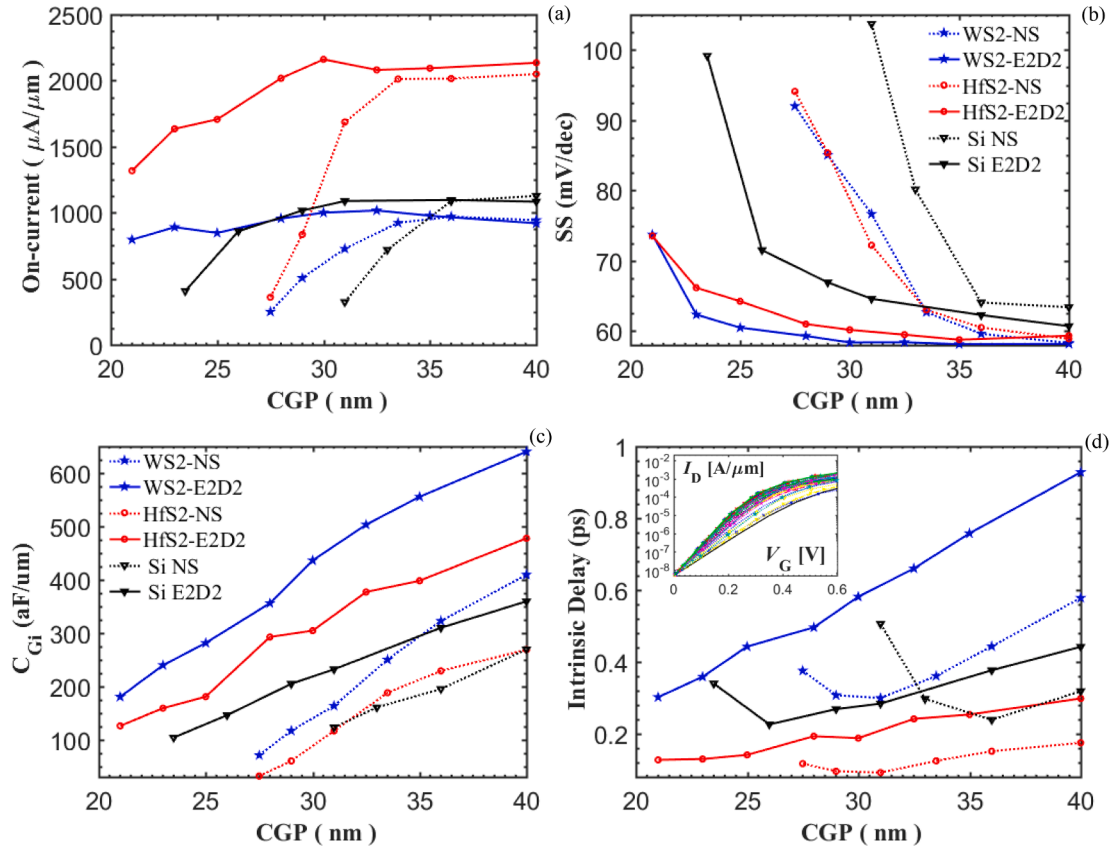 (a)
2500
2000
1500
1000
500
0
On-current ( μA/μm )
20 25 30 35 40
CGP ( nm )
(b)
100
90
80
70
60
SS (mV/dec)
WS2-NS
WS2-E2D2
HfS2-NS
HfS2-E2D2
Si NS
Si E2D2
20 25 30 35 40
CGP ( nm )
(c)
600
500
400
300
200
100
C_Gi (aF/um)
WS2-NS
WS2-E2D2
HfS2-NS
HfS2-E2D2
Si NS
Si E2D2
20 25 30 35 40
CGP ( nm )
(d)
1
0.8
0.6
0.4
0.2
Intrinsic Delay (ps)
10^-2
10^-3
10^-4
10^-5
10^-6
10^-7
10^-8
I_D [A/μm]
V_G [V]
0 0.2 0.4 0.6
20 25 30 35 40
CGP ( nm )